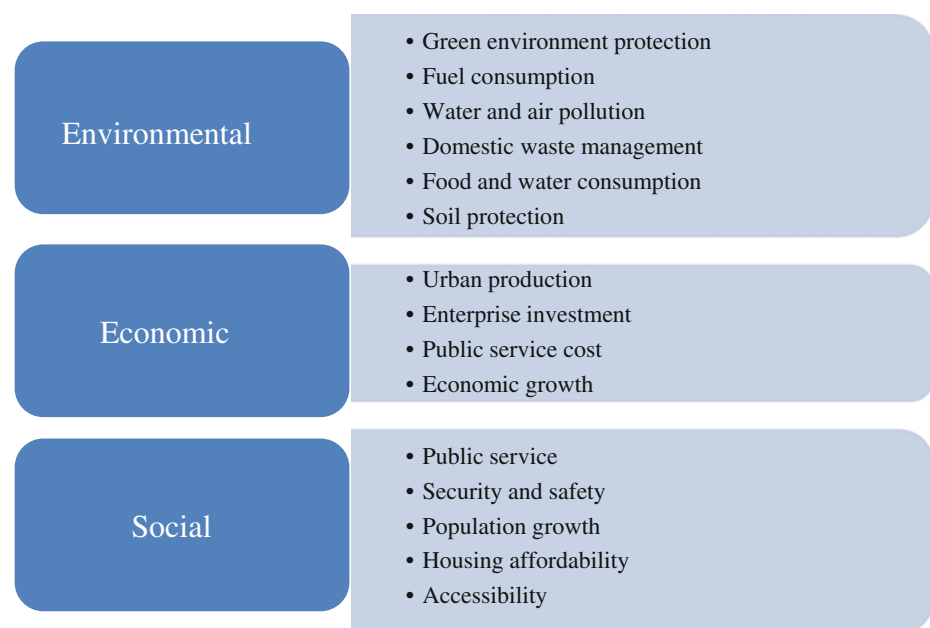 Environmental
• Green environment protection
• Fuel consumption
• Water and air pollution
• Domestic waste management
• Food and water consumption
• Soil protection
Economic
• Urban production
• Enterprise investment
• Public service cost
• Economic growth
Social
• Public service
• Security and safety
• Population growth
• Housing affordability
• Accessibility